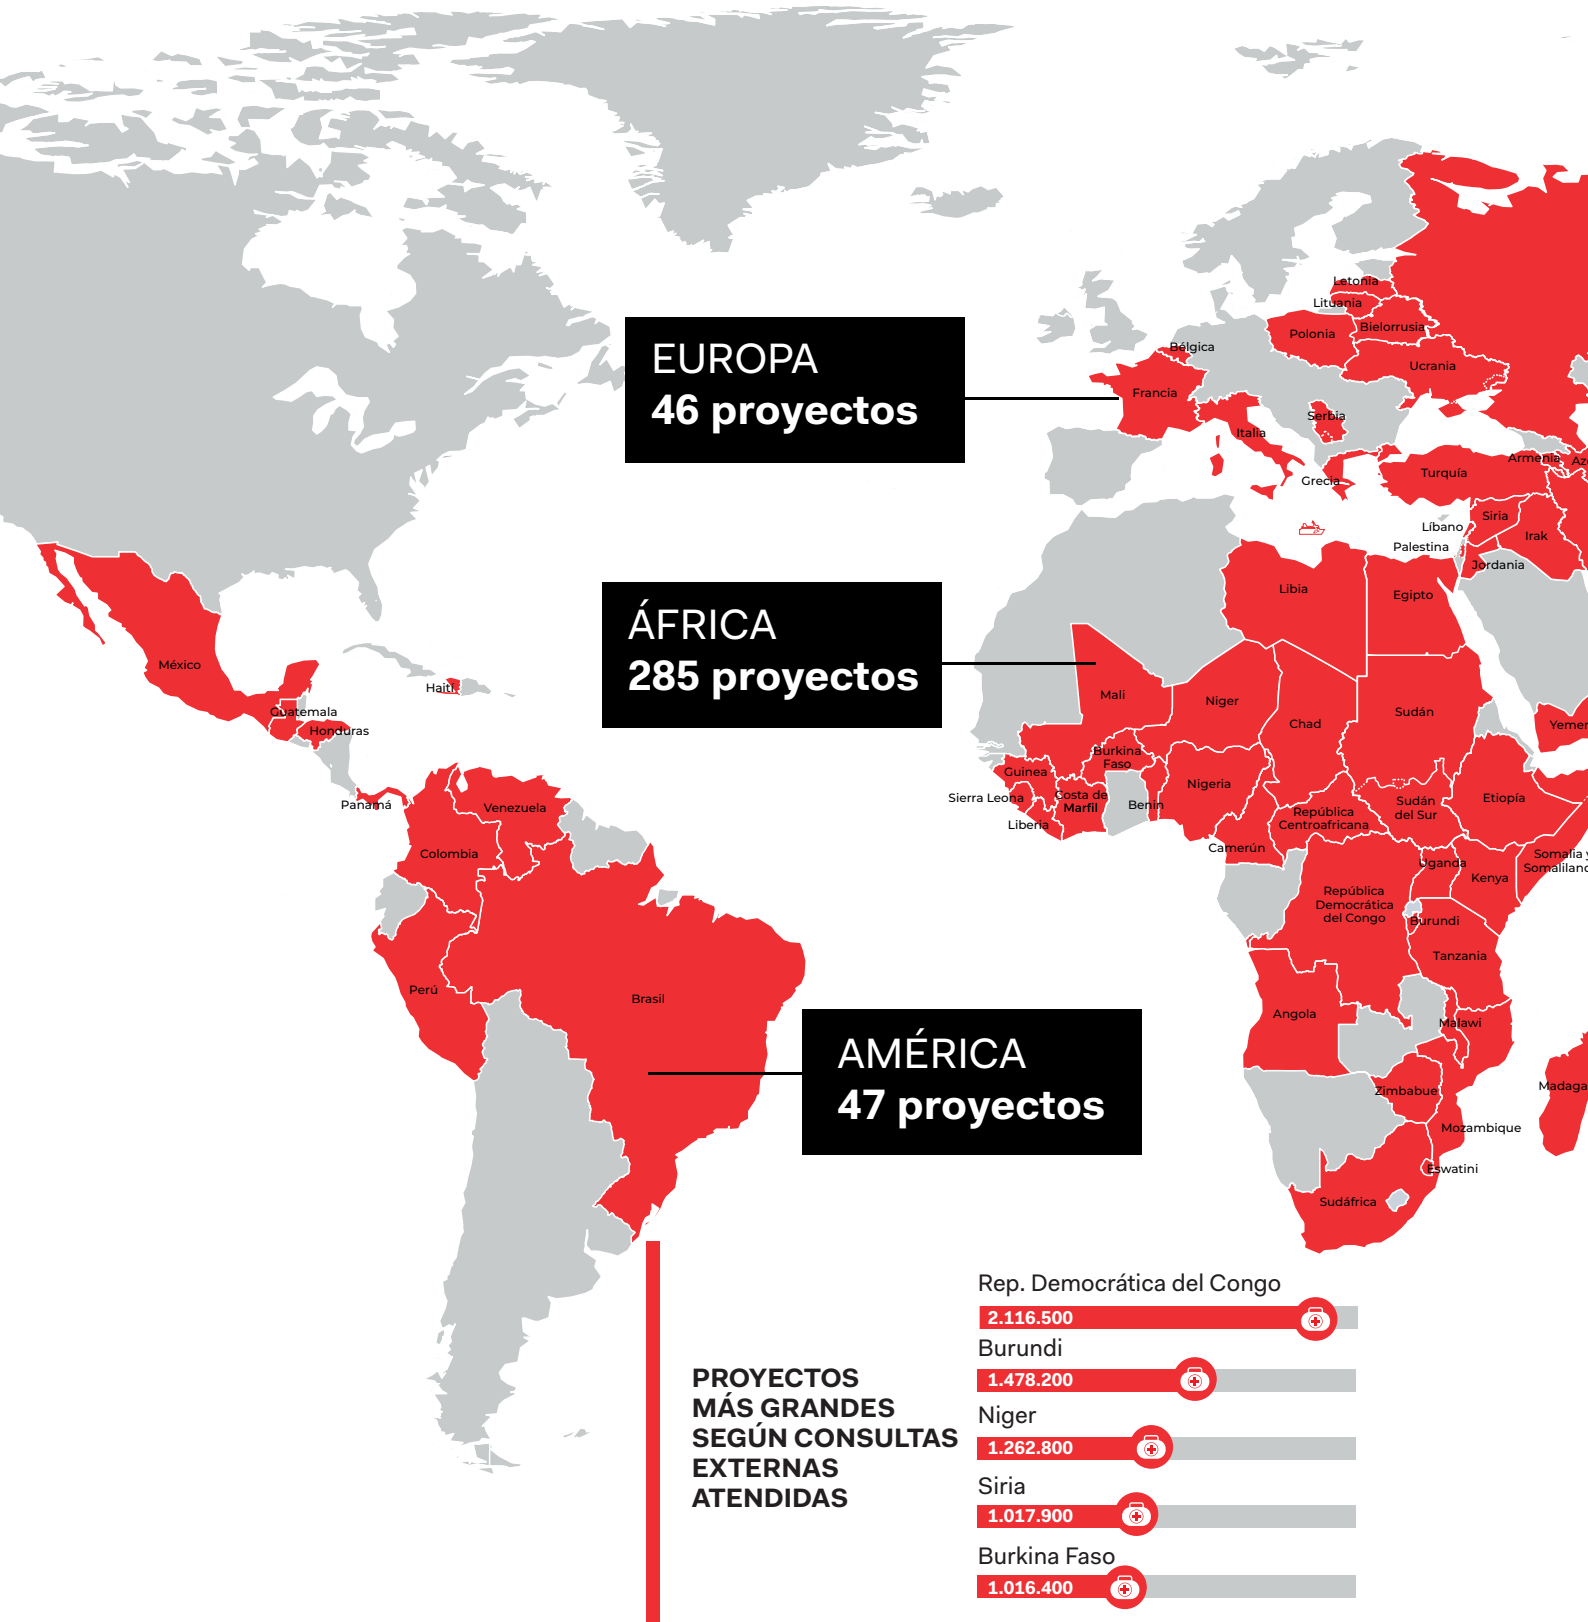 EUROPA
46 proyectos
ÁFRICA
285 proyectos
AMÉRICA
47 proyectos
Letonia
Lituania
Polonia
Bielorrusia
Bélgica
Ucrania
Francia
Serbia
Italia
Grecia
Turquía
Armenia
Az
Siria
Líbano
Irak
Palestina
Jordania
Libia
Egipto
México
Haití
Guatemala
Honduras
Panamá
Venezuela
Colombia
Perú
Brasil
Mali
Niger
Chad
Sudán
Yemen
Burkina
Faso
Guinea
Sierra Leona
Costa de
Marfil
Benin
Liberia
Nigeria
Camerún
República
Centroafricana
Sudán
del Sur
Etiopía
Somalia y
Somaliland
Uganda
Kenya
República
Democrática
del Congo
Burundi
Tanzania
Angola
Malawi
Zimbabue
Madaga
Mozambique
Eswatini
Sudáfrica
PROYECTOS
MÁS GRANDES
SEGÚN CONSULTAS
EXTERNAS
ATENDIDAS
Rep. Democrática del Congo
2.116.500
Burundi
1.478.200
Niger
1.262.800
Siria
1.017.900
Burkina Faso
1.016.400